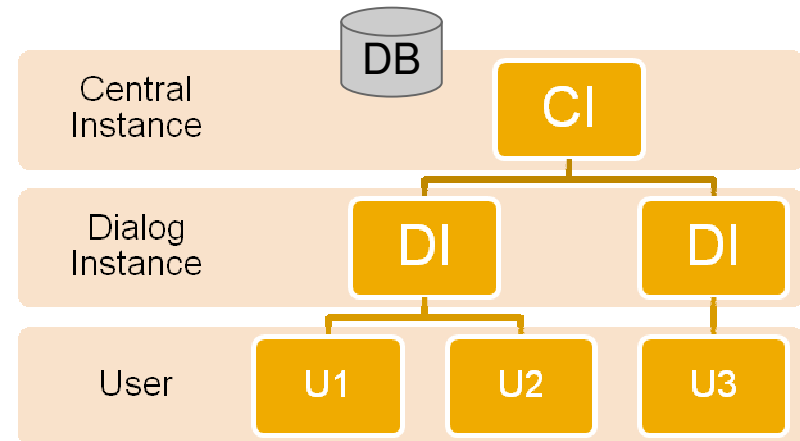 DB
Central
Instance
CI
Dialog
Instance
DI
DI
User
U1
U2
U3